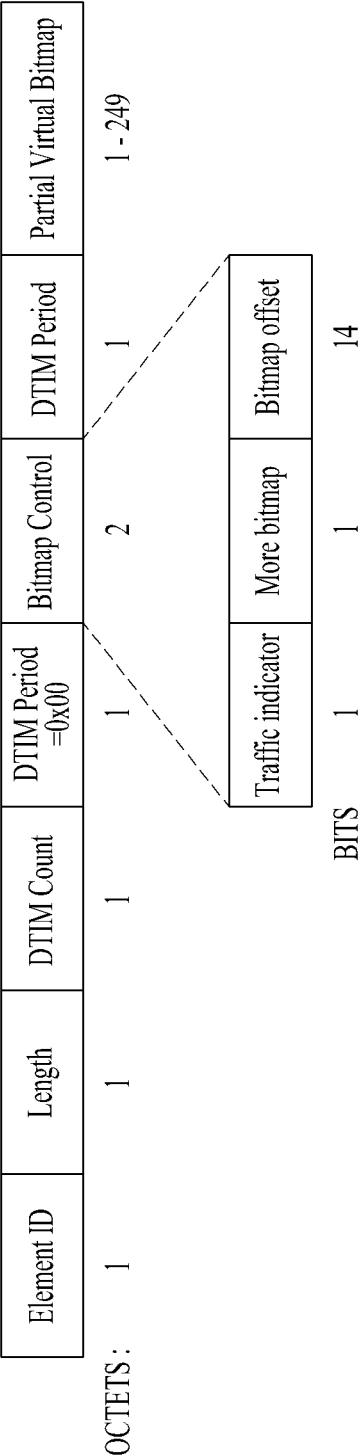 Element ID
Length
DTIM Count
DTIM Period
=0x00
Bitmap Control
DTIM Period
Partial Virtual Bitmap
OCTETS : 1 1 1 1 2 1 1 - 249
Traffic indicator
More bitmap
Bitmap offset
BITS 1 1 14